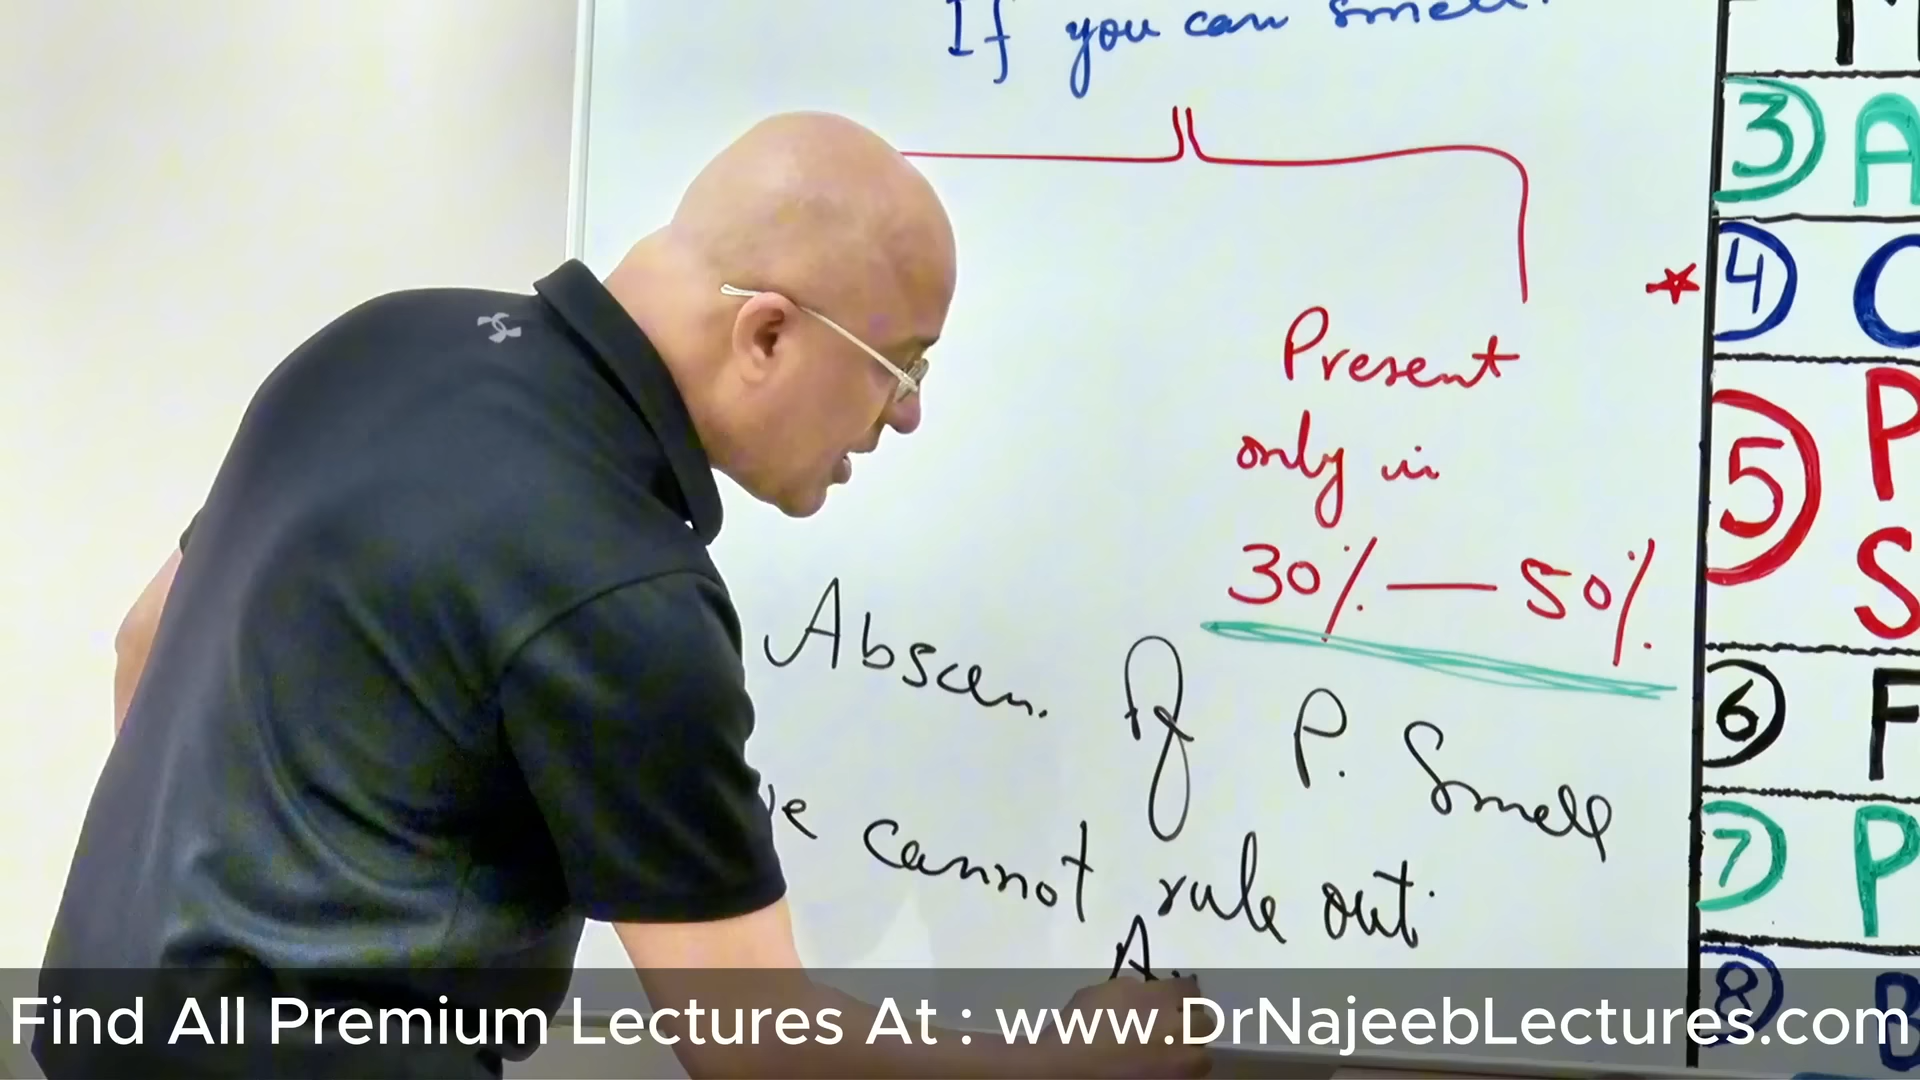 If you can smell.
Present
only in
30% — 50%
Absen. of P. Smell
we cannot rule out.
A
③ A
④ C
⑤ P
S
⑥ F
⑦ P
⑧ B
Find All Premium Lectures At : www.DrNajeebLectures.com